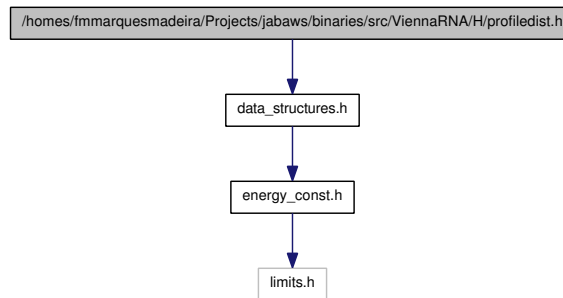 /homes/fmmarquesmadeira/Projects/jabaws/binaries/src/ViennaRNA/H/profiledist.h
data_structures.h
energy_const.h
limits.h